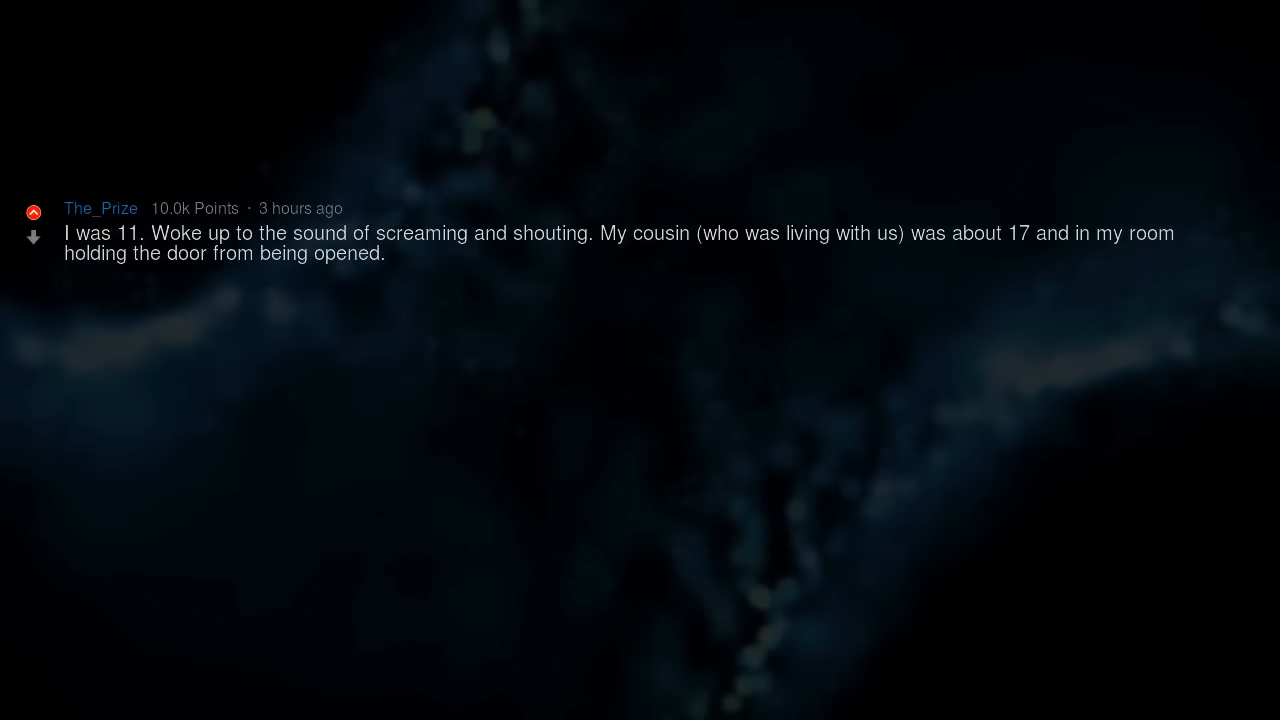 The_Prize 10.0k Points · 3 hours ago
I was 11. Woke up to the sound of screaming and shouting. My cousin (who was living with us) was about 17 and in my room
holding the door from being opened.